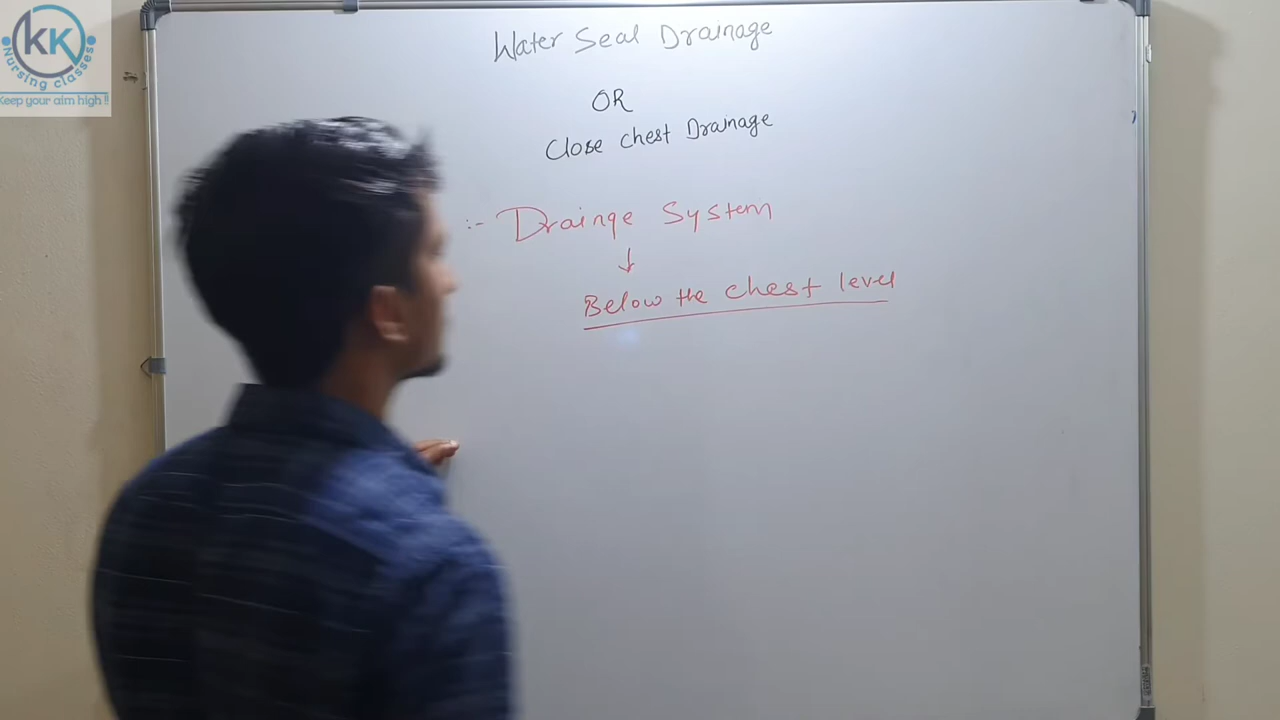 KK
Nursing classes
Keep your aim high !!
Water Seal Drainage
OR
Close chest Drainage
:- Drainge System
↓
Below the chest level